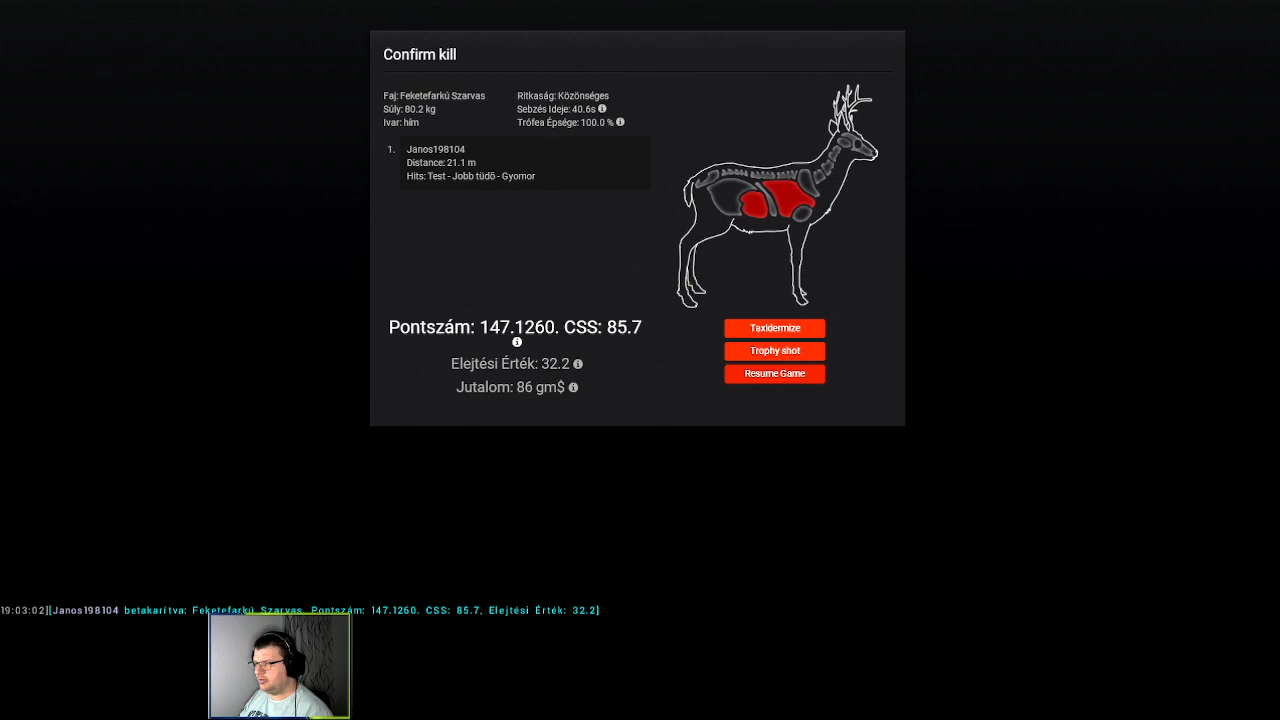 Confirm kill
Faj: Feketefarkú Szarvas
Ritkaság: Közönséges
Súly: 80.2 kg
Sebzés Ideje: 40.6s
Ivar: hím
Trófea Épsége: 100.0 %
1. Janos198104
Distance: 21.1 m
Hits: Test - Jobb tüdő - Gyomor
Pontszám: 147.1260. CSS: 85.7
Elejtési Érték: 32.2
Jutalom: 86 gm$
Taxidermize
Trophy shot
Resume Game
19:03:02][Janos198104 betakarítva: Feketefarkú Szarvas, Pontszám: 147.1260. CSS: 85.7, Elejtési Érték: 32.2]